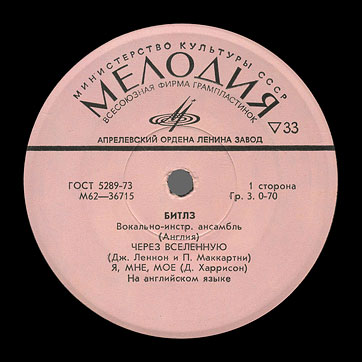 МИНИСТЕРСТВО КУЛЬТУРЫ СССР
МЕЛОДИЯ
ВСЕСОЮЗНАЯ ФИРМА ГРАМПЛАСТИНОК
▽33
АПРЕЛЕВСКИЙ ОРДЕНА ЛЕНИНА ЗАВОД
ГОСТ 5289-73
М62—36715
1 сторона
Гр. 3. 0-70
БИТЛЗ
Вокально-инстр. ансамбль
(Англия)
ЧЕРЕЗ ВСЕЛЕННУЮ
(Дж. Леннон и П. Маккартни)
Я, МНЕ, МОЕ (Д. Харрисон)
На английском языке